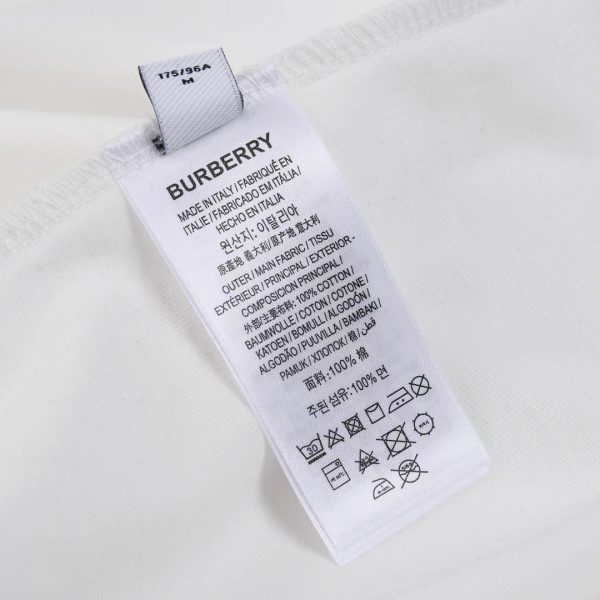 175/96A
M
BURBERRY
MADE IN ITALY / FABRIQUÉ EN
ITALIE / FABRICADO EM ITÁLIA /
HECHO EN ITALIA
원산지: 이탈리아
原產地 義大利 / 原产地 意大利
OUTER / MAIN FABRIC / TISSU
EXTÉRIEUR / PRINCIPAL / EXTERIOR -
COMPOSICION PRINCIPAL /
外部/主要布料: 100% COTTON /
BAUMWOLLE / COTON / COTONE /
KATOEN / BOMULL / ALGODÓN /
ALGODÃO / PUUVILLA / BAMBAKI /
PAMUK / ХЛОПОК / قطن /
面料: 100% 棉
주된 섬유: 100% 면
30